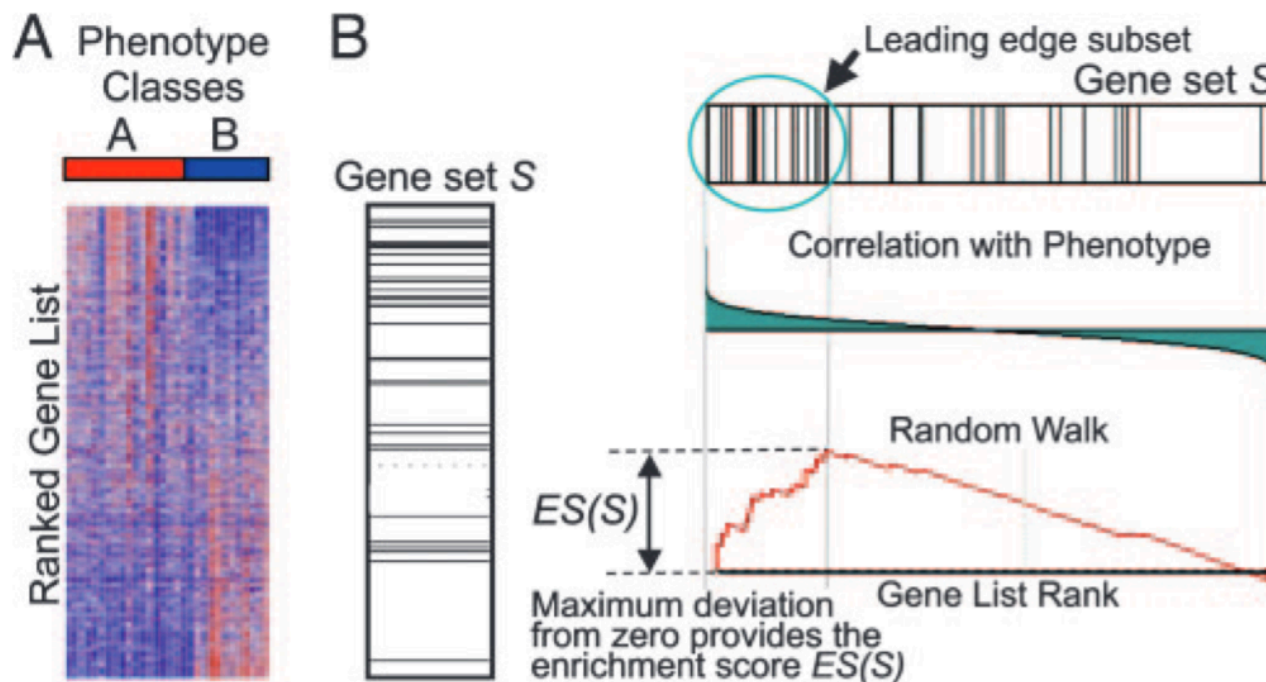 A
Phenotype
Classes
A B
Ranked Gene List
B
Gene set S
Leading edge subset
Gene set S
Correlation with Phenotype
Random Walk
ES(S)
Gene List Rank
Maximum deviation
from zero provides the
enrichment score ES(S)